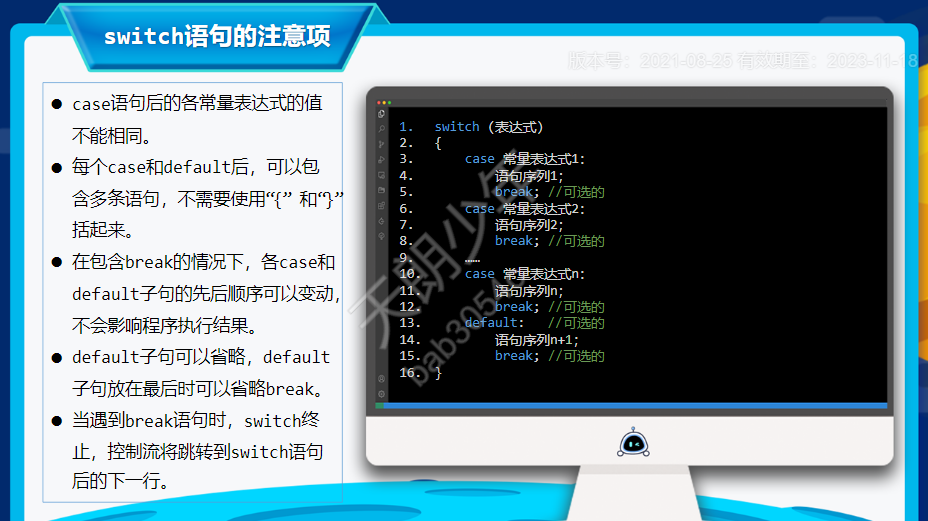 switch语句的注意项
版本号：2021-08-25 有效期至：2023-11-18
● case语句后的各常量表达式的值
不能相同。
● 每个case和default后，可以包
含多条语句，不需要使用“{”和“}”
括起来。
● 在包含break的情况下，各case和
default子句的先后顺序可以变动，
不会影响程序执行结果。
● default子句可以省略，default
子句放在最后时可以省略break。
● 当遇到break语句时，switch终
止，控制流将跳转到switch语句
后的下一行。
1. switch (表达式)
2. {
3. case 常量表达式1:
4. 语句序列1;
5. break; //可选的
6. case 常量表达式2:
7. 语句序列2;
8. break; //可选的
9. ……
10. case 常量表达式n:
11. 语句序列n;
12. break; //可选的
13. default: //可选的
14. 语句序列n+1;
15. break; //可选的
16. }
天朗少年